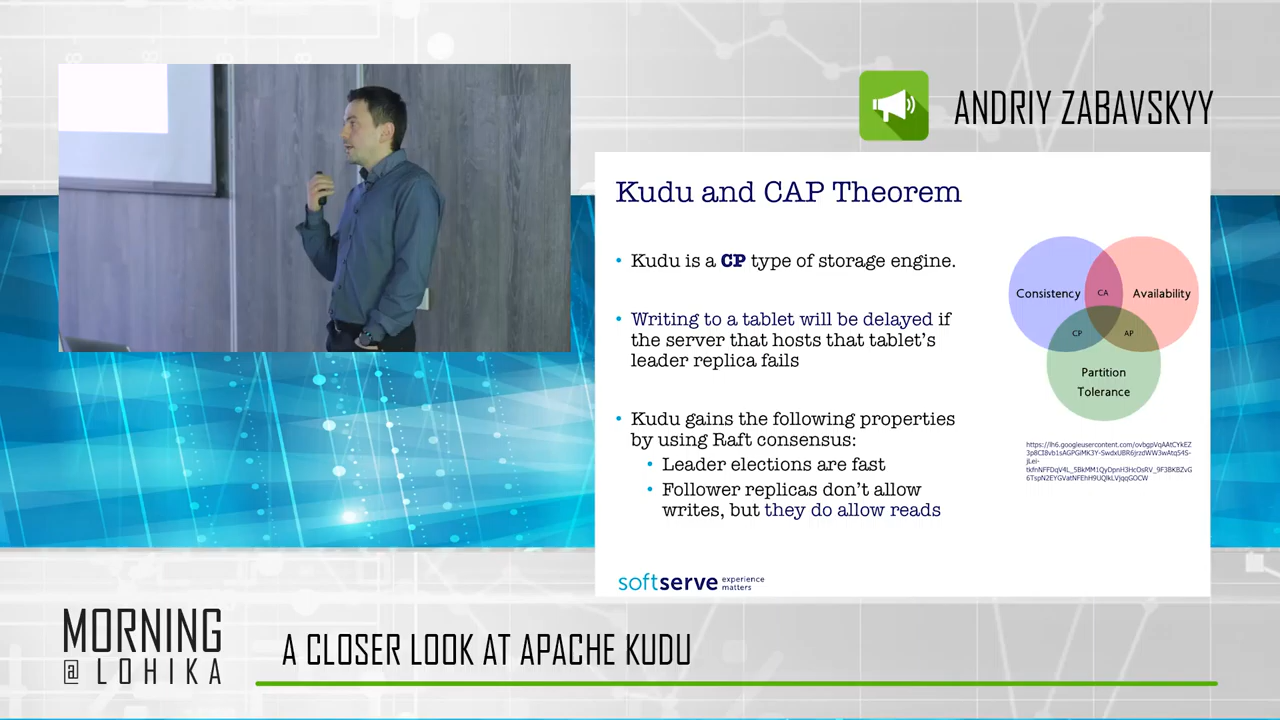 ANDRIY ZABAVSKYY
Kudu and CAP Theorem
• Kudu is a CP type of storage engine.
• Writing to a tablet will be delayed if
the server that hosts that tablet's
leader replica fails
• Kudu gains the following properties
by using Raft consensus:
• Leader elections are fast
• Follower replicas don't allow
writes, but they do allow reads
Consistency
CA
Availability
CP
AP
Partition
Tolerance
softserve experience
matters
MORNING
@ LOHIKA
A CLOSER LOOK AT APACHE KUDU